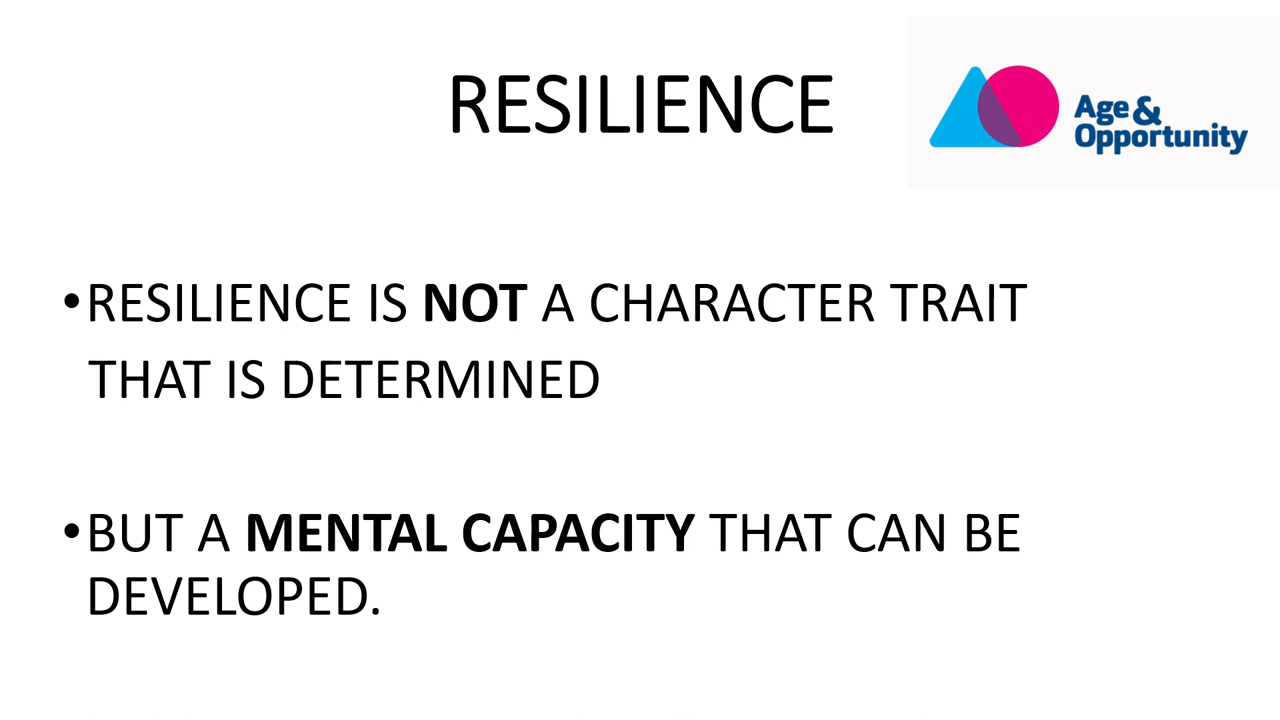 RESILIENCE
Age &
Opportunity
•RESILIENCE IS NOT A CHARACTER TRAIT
THAT IS DETERMINED
•BUT A MENTAL CAPACITY THAT CAN BE
DEVELOPED.